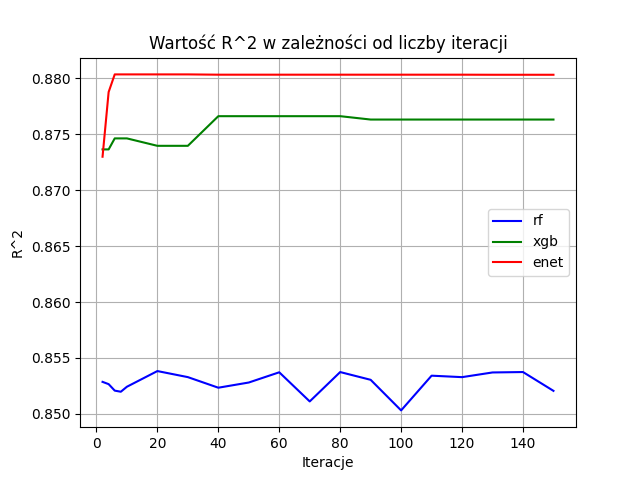 Wartość R^2 w zależności od liczby iteracji
R^2
0.880
0.875
0.870
0.865
0.860
0.855
0.850
rf
xgb
enet
0 20 40 60 80 100 120 140
Iteracje